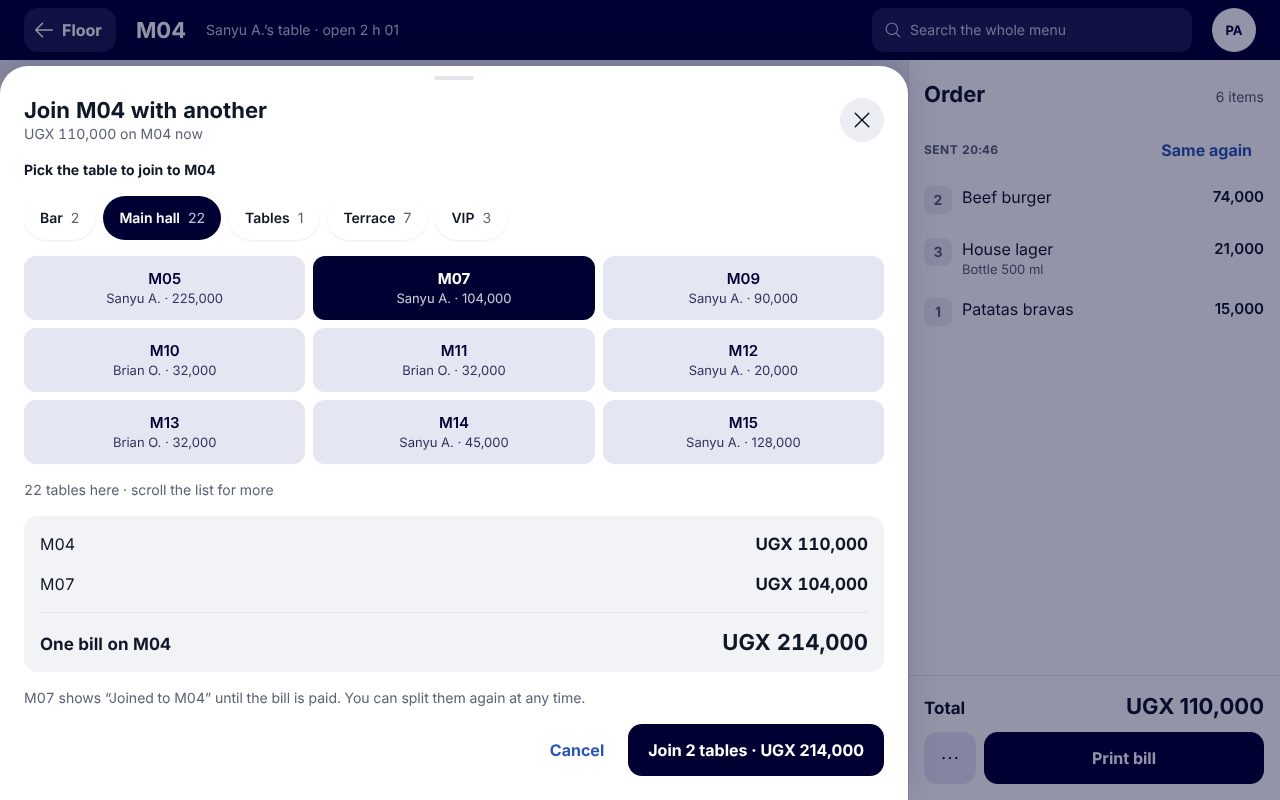 Floor
M04
Sanyu A.’s table · open 2 h 01
Search the whole menu
PA
Join M04 with another
UGX 110,000 on M04 now
Pick the table to join to M04
Bar 2
Main hall 22
Tables 1
Terrace 7
VIP 3
M05
Sanyu A. · 225,000
M07
Sanyu A. · 104,000
M09
Sanyu A. · 90,000
M10
Brian O. · 32,000
M11
Brian O. · 32,000
M12
Sanyu A. · 20,000
M13
Brian O. · 32,000
M14
Sanyu A. · 45,000
M15
Sanyu A. · 128,000
22 tables here · scroll the list for more
M04 UGX 110,000
M07 UGX 104,000
One bill on M04 UGX 214,000
M07 shows “Joined to M04” until the bill is paid. You can split them again at any time.
Cancel
Join 2 tables · UGX 214,000
Order
6 items
SENT 20:46
Same again
2 Beef burger 74,000
3 House lager 21,000
Bottle 500 ml
1 Patatas bravas 15,000
Total UGX 110,000
...
Print bill